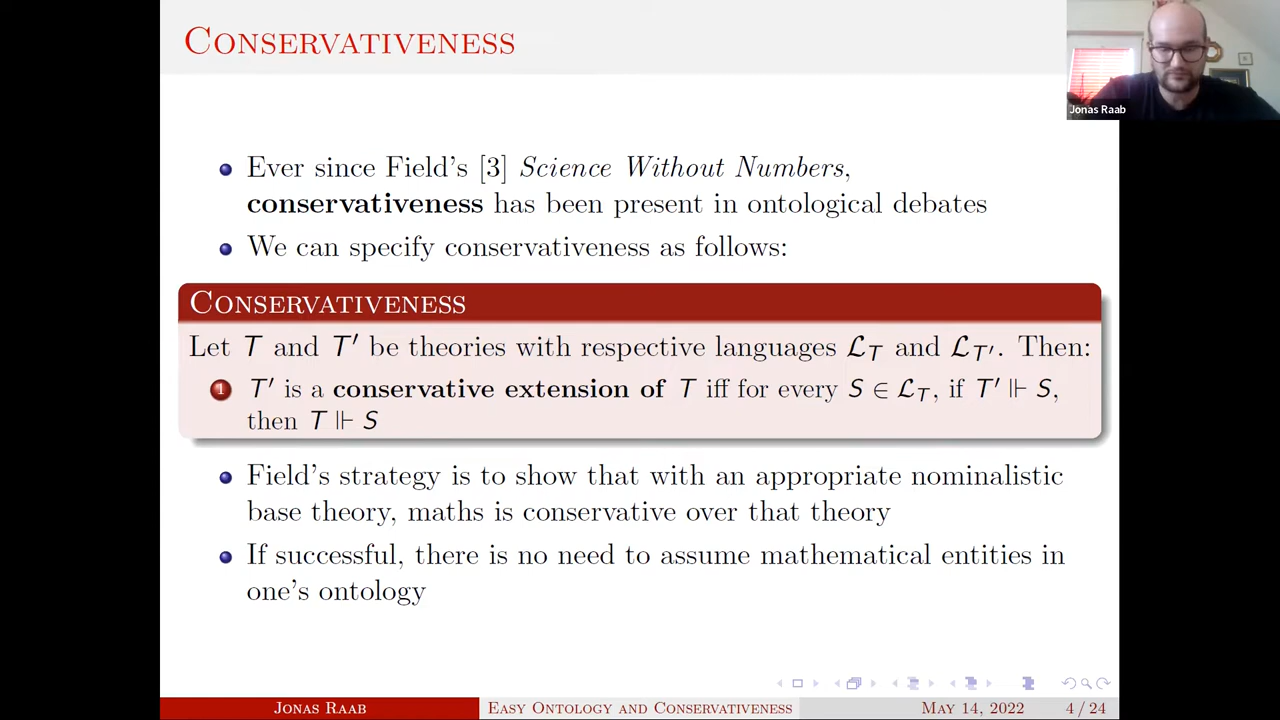 Conservativeness
Jonas Raab
Ever since Field's [3] Science Without Numbers,
conservativeness has been present in ontological debates
We can specify conservativeness as follows:
Conservativeness
Let T and T′ be theories with respective languages ℒ_T and ℒ_T′. Then:
1 T′ is a conservative extension of T iff for every S ∈ ℒ_T, if T′ ⊩ S,
then T ⊩ S
Field's strategy is to show that with an appropriate nominalistic
base theory, maths is conservative over that theory
If successful, there is no need to assume mathematical entities in
one's ontology
Jonas Raab Easy Ontology and Conservativeness May 14, 2022 4 / 24